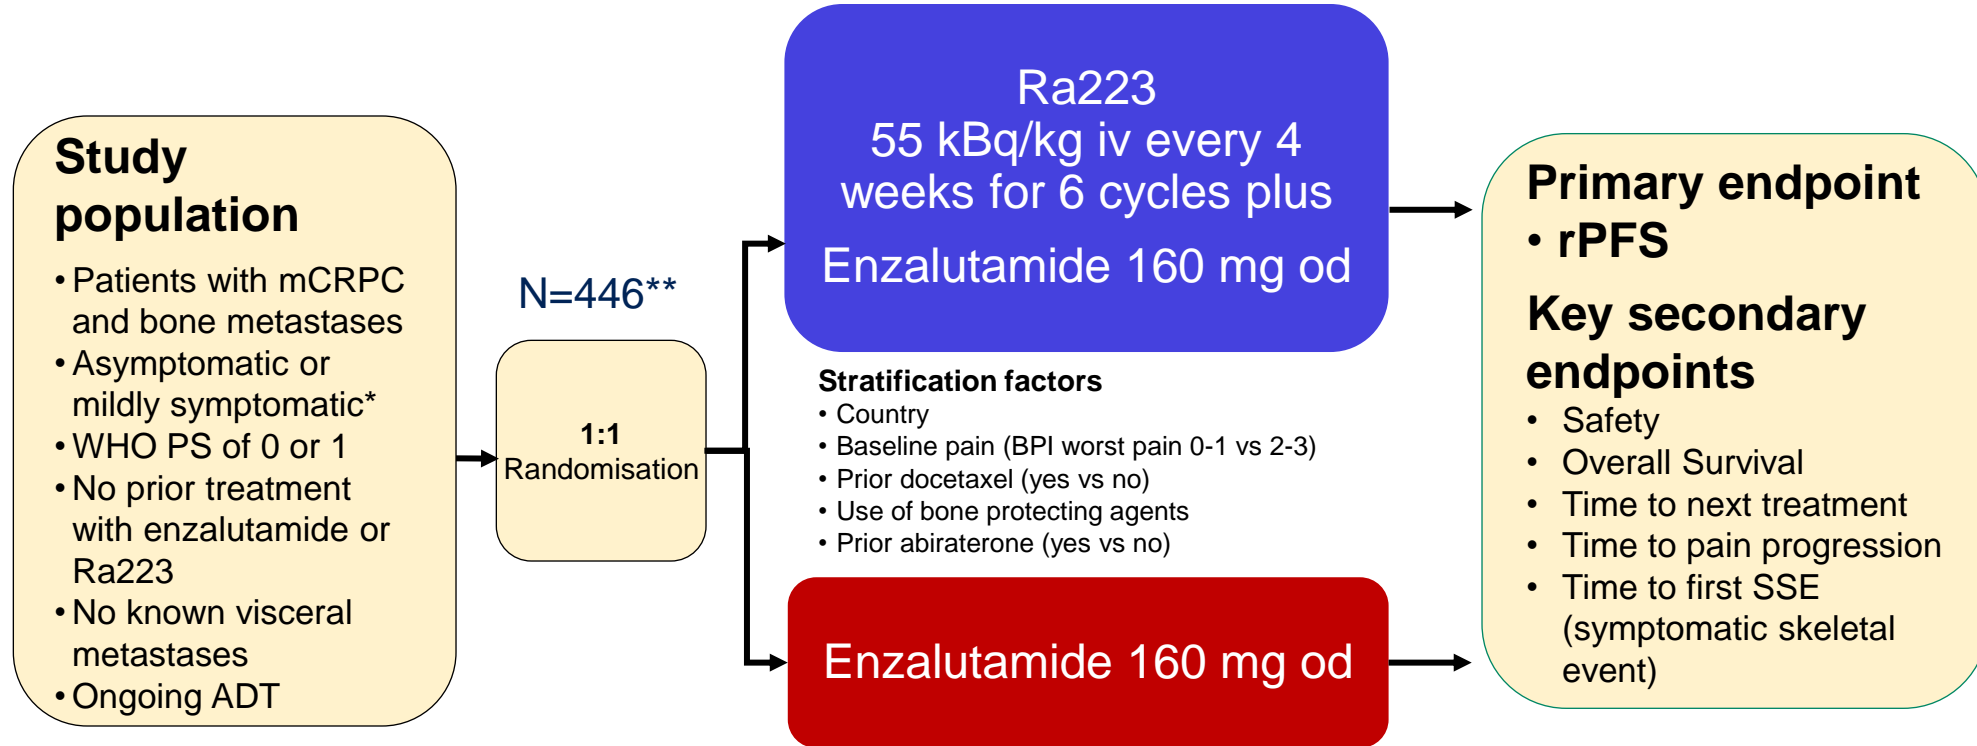 Study
population
• Patients with mCRPC
and bone metastases
• Asymptomatic or
mildly symptomatic*
• WHO PS of 0 or 1
• No prior treatment
with enzalutamide or
Ra223
• No known visceral
metastases
• Ongoing ADT
N=446**
1:1
Randomisation
Ra223
55 kBq/kg iv every 4
weeks for 6 cycles plus
Enzalutamide 160 mg od
Stratification factors
• Country
• Baseline pain (BPI worst pain 0-1 vs 2-3)
• Prior docetaxel (yes vs no)
• Use of bone protecting agents
• Prior abiraterone (yes vs no)
Enzalutamide 160 mg od
Primary endpoint
• rPFS
Key secondary
endpoints
• Safety
• Overall Survival
• Time to next treatment
• Time to pain progression
• Time to first SSE
(symptomatic skeletal
event)